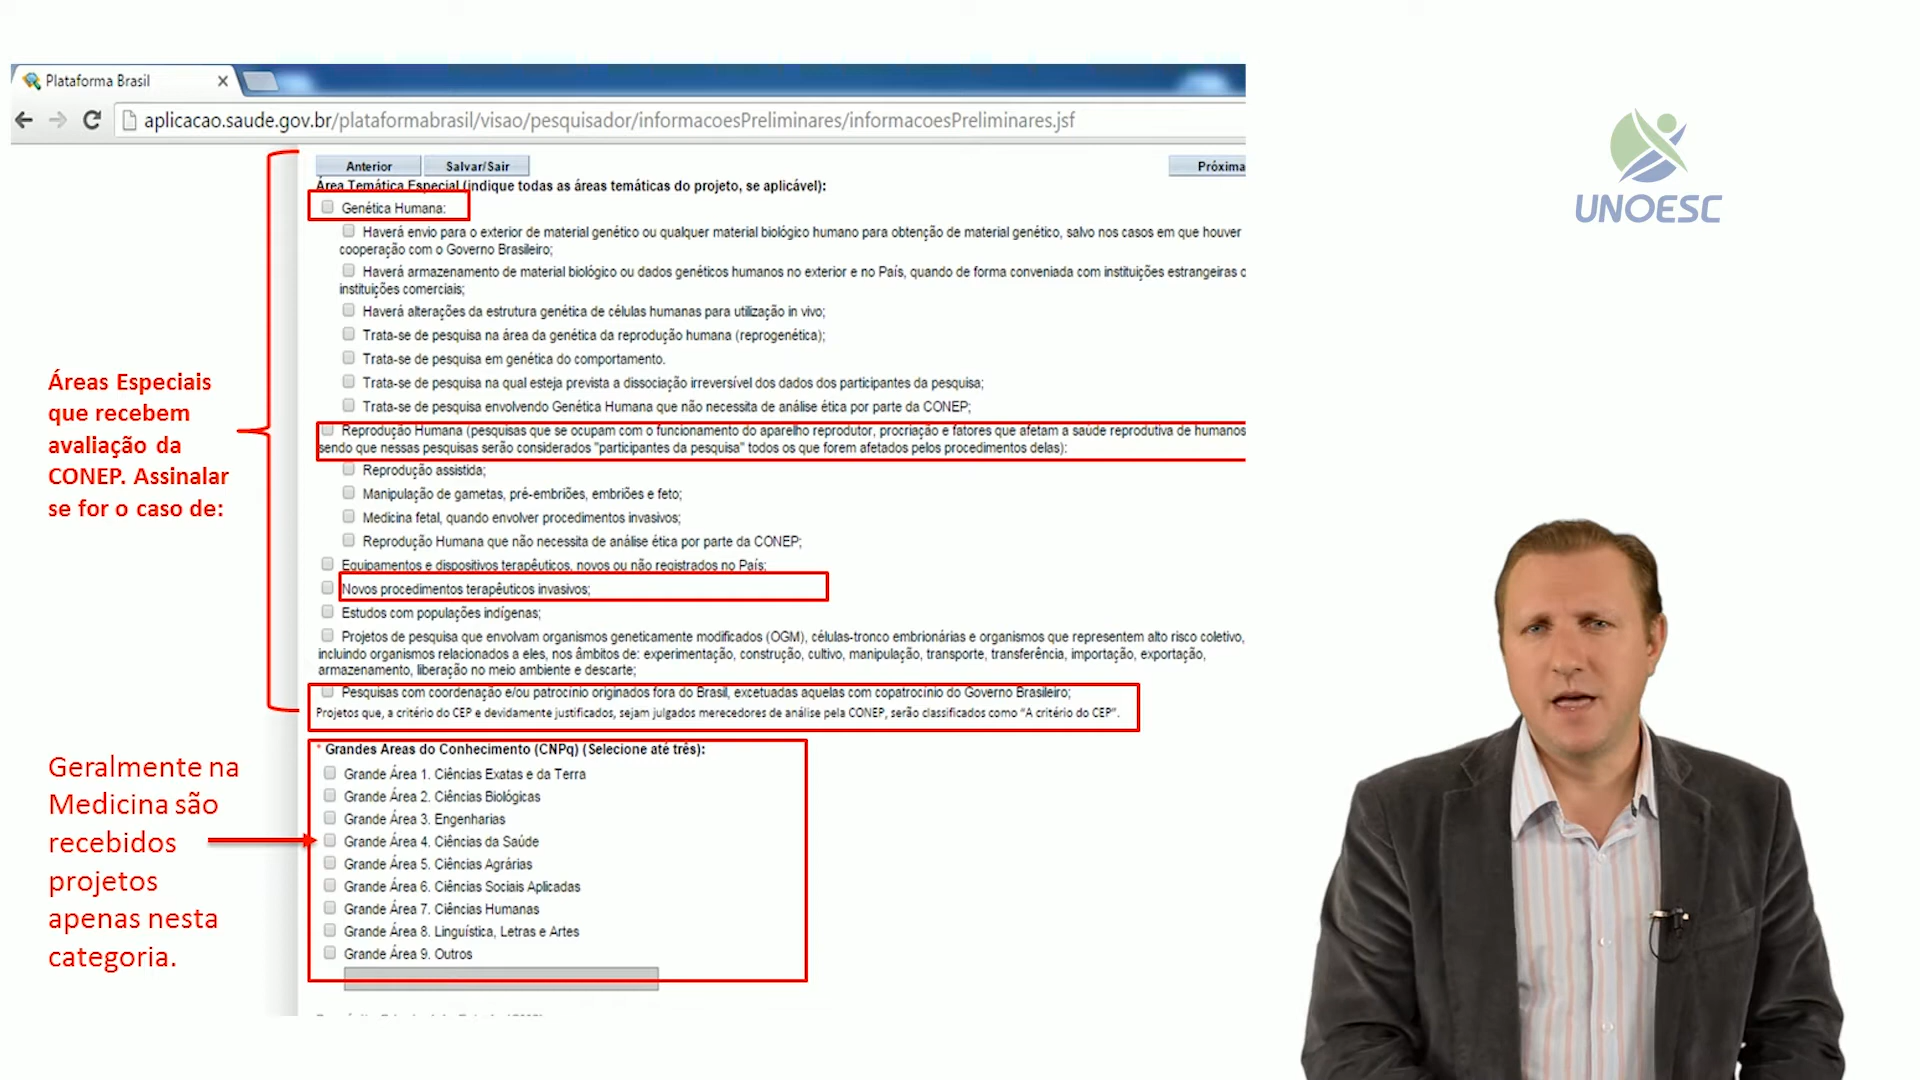 Plataforma Brasil
aplicacao.saude.gov.br/plataformabrasil/visao/pesquisador/informacoesPreliminares/informacoesPreliminares.jsf
UNOESC
Anterior Salvar/Sair Próxima
Área Temática Especial (indique todas as áreas temáticas do projeto, se aplicável):
Genética Humana:
Haverá envio para o exterior de material genético ou qualquer material biológico humano para obtenção de material genético, salvo nos casos em que houver
cooperação com o Governo Brasileiro;
Haverá armazenamento de material biológico ou dados genéticos humanos no exterior e no País, quando de forma conveniada com instituições estrangeiras
instituições comerciais;
Haverá alterações da estrutura genética de células humanas para utilização in vivo;
Trata-se de pesquisa na área da genética da reprodução humana (reprogenética);
Trata-se de pesquisa em genética do comportamento.
Trata-se de pesquisa na qual esteja prevista a dissociação irreversível dos dados dos participantes da pesquisa;
Trata-se de pesquisa envolvendo Genética Humana que não necessita de análise ética por parte da CONEP;
Reprodução Humana (pesquisas que se ocupam com o funcionamento do aparelho reprodutor, procriação e fatores que afetam a saúde reprodutiva de humanos
sendo que nessas pesquisas serão considerados "participantes da pesquisa" todos os que forem afetados pelos procedimentos delas):
Reprodução assistida;
Manipulação de gametas, pré-embriões, embriões e feto;
Medicina fetal, quando envolver procedimentos invasivos;
Reprodução Humana que não necessita de análise ética por parte da CONEP;
Equipamentos e dispositivos terapêuticos, novos ou não registrados no País;
Novos procedimentos terapêuticos invasivos;
Estudos com populações indígenas;
Projetos de pesquisa que envolvam organismos geneticamente modificados (OGM), células-tronco embrionárias e organismos que representem alto risco coletivo,
incluindo organismos relacionados a eles, nos âmbitos de: experimentação, construção, cultivo, manipulação, transporte, transferência, importação, exportação,
armazenamento, liberação no meio ambiente e descarte;
Pesquisas com coordenação e/ou patrocínio originados fora do Brasil, excetuadas aquelas com copatrocínio do Governo Brasileiro;
Projetos que, a critério do CEP e devidamente justificados, sejam julgados merecedores de análise pela CONEP, serão classificados como “A critério do CEP”.
* Grandes Áreas do Conhecimento (CNPq) (Selecione até três):
Grande Área 1. Ciências Exatas e da Terra
Grande Área 2. Ciências Biológicas
Grande Área 3. Engenharias
Grande Área 4. Ciências da Saúde
Grande Área 5. Ciências Agrárias
Grande Área 6. Ciências Sociais Aplicadas
Grande Área 7. Ciências Humanas
Grande Área 8. Linguística, Letras e Artes
Grande Área 9. Outros
Áreas Especiais
que recebem
avaliação da
CONEP. Assinalar
se for o caso de:
Geralmente na
Medicina são
recebidos
projetos
apenas nesta
categoria.